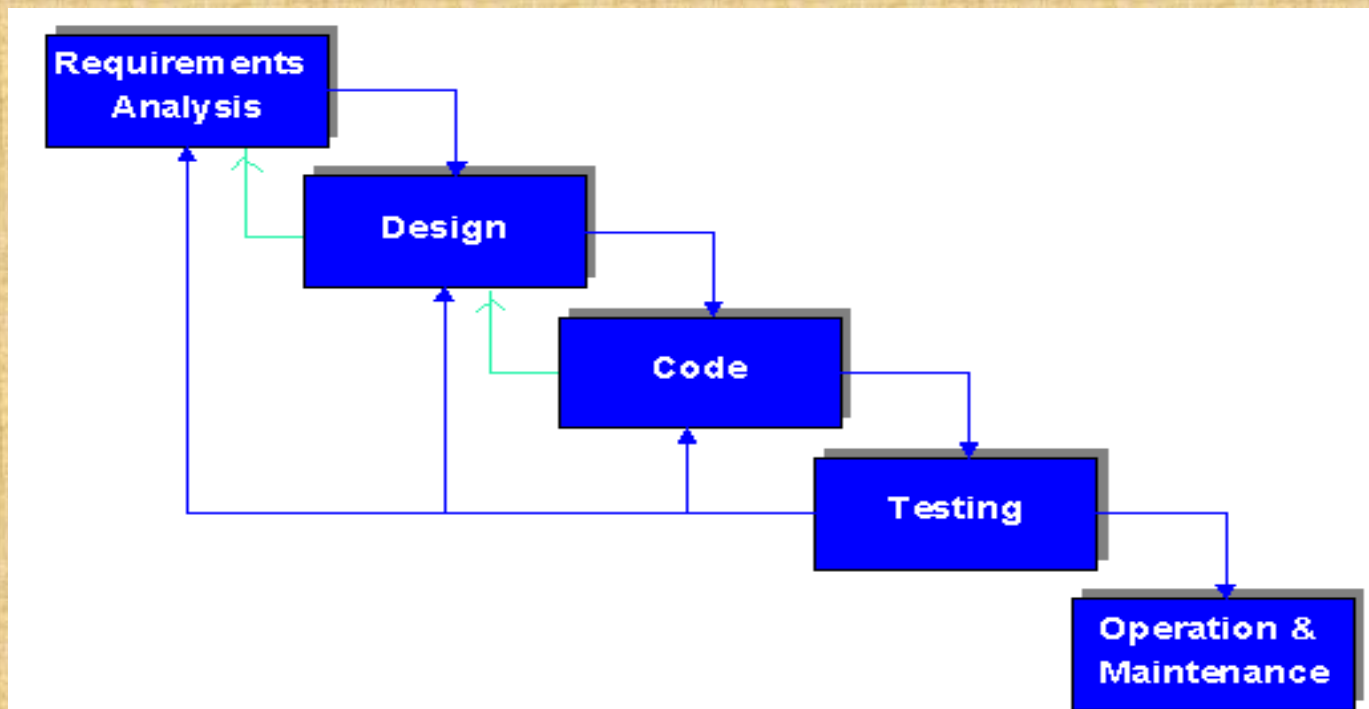 Requirements
Analysis
Design
Code
Testing
Operation &
Maintenance